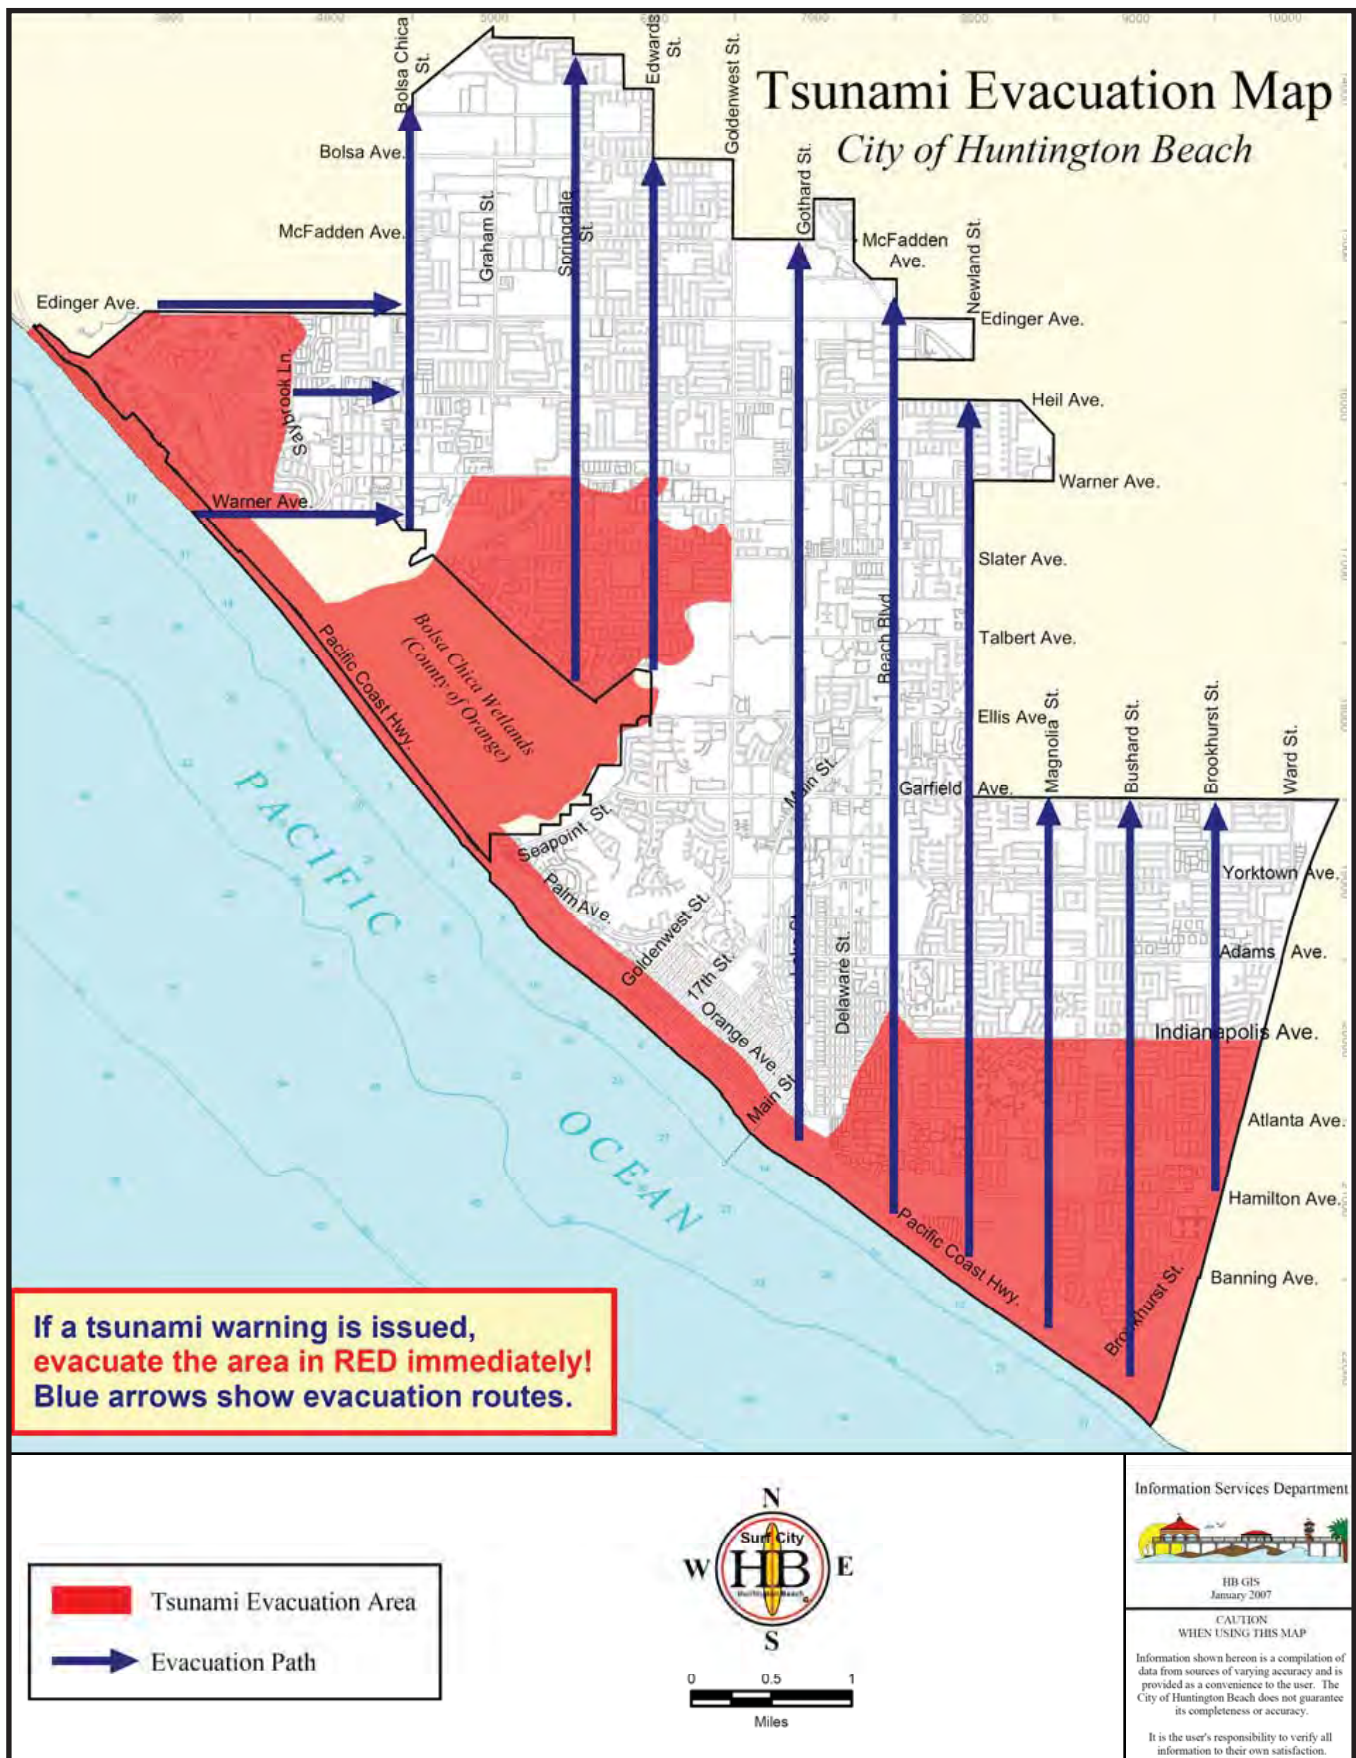 Tsunami Evacuation Map
City of Huntington Beach
Bolsa Chica
St.
Edwards
St.
Goldenwest St.
Gothard St.
Bolsa Ave.
McFadden Ave.
Graham St.
Springdale
St.
McFadden
Ave.
Newland St.
Edinger Ave.
Edinger Ave.
Saybrook Ln.
Heil Ave.
Warner Ave.
Warner Ave.
Slater Ave.
Beach Blvd
Talbert Ave.
Bolsa Chica Wetlands
(County of Orange)
Pacific Coast Hwy.
Ellis Ave
Magnolia St.
Bushard St.
Brookhurst St.
Ward St.
Garfield Ave.
Main St.
Seapoint St.
Palm Ave.
Yorktown Ave.
Goldenwest St.
17th St.
Delaware St.
Adams Ave.
Orange Ave.
Indianapolis Ave.
Main St.
Atlanta Ave.
Hamilton Ave.
Pacific Coast Hwy.
Banning Ave.
Brookhurst St.
PACIFIC
OCEAN
If a tsunami warning is issued,
evacuate the area in RED immediately!
Blue arrows show evacuation routes.
Tsunami Evacuation Area
Evacuation Path
N
W
E
S
Surf City
HB
Huntington Beach
0 0.5 1
Miles
Information Services Department
HB GIS
January 2007
CAUTION
WHEN USING THIS MAP
Information shown hereon is a compilation of
data from sources of varying accuracy and is
provided as a convenience to the user. The
City of Huntington Beach does not guarantee
its completeness or accuracy.
It is the user's responsibility to verify all
information to their own satisfaction.